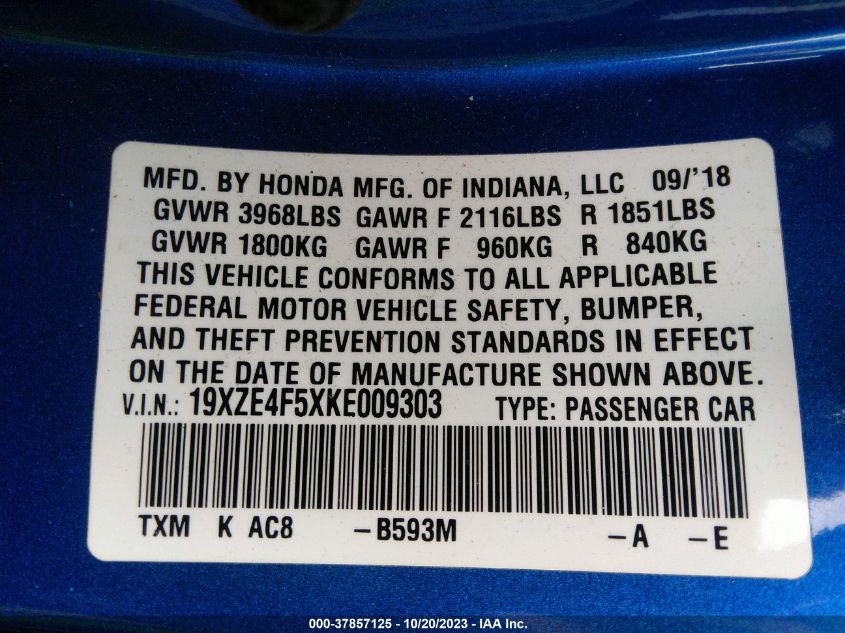 MFD. BY HONDA MFG. OF INDIANA, LLC 09/'18
GVWR 3968LBS GAWR F 2116LBS R 1851LBS
GVWR 1800KG GAWR F 960KG R 840KG
THIS VEHICLE CONFORMS TO ALL APPLICABLE
FEDERAL MOTOR VEHICLE SAFETY, BUMPER,
AND THEFT PREVENTION STANDARDS IN EFFECT
ON THE DATE OF MANUFACTURE SHOWN ABOVE.
V.I.N.: 19XZE4F5XKE009303 TYPE: PASSENGER CAR
TXM K AC8 -B593M -A -E
000-37857125 - 10/20/2023 - IAA Inc.